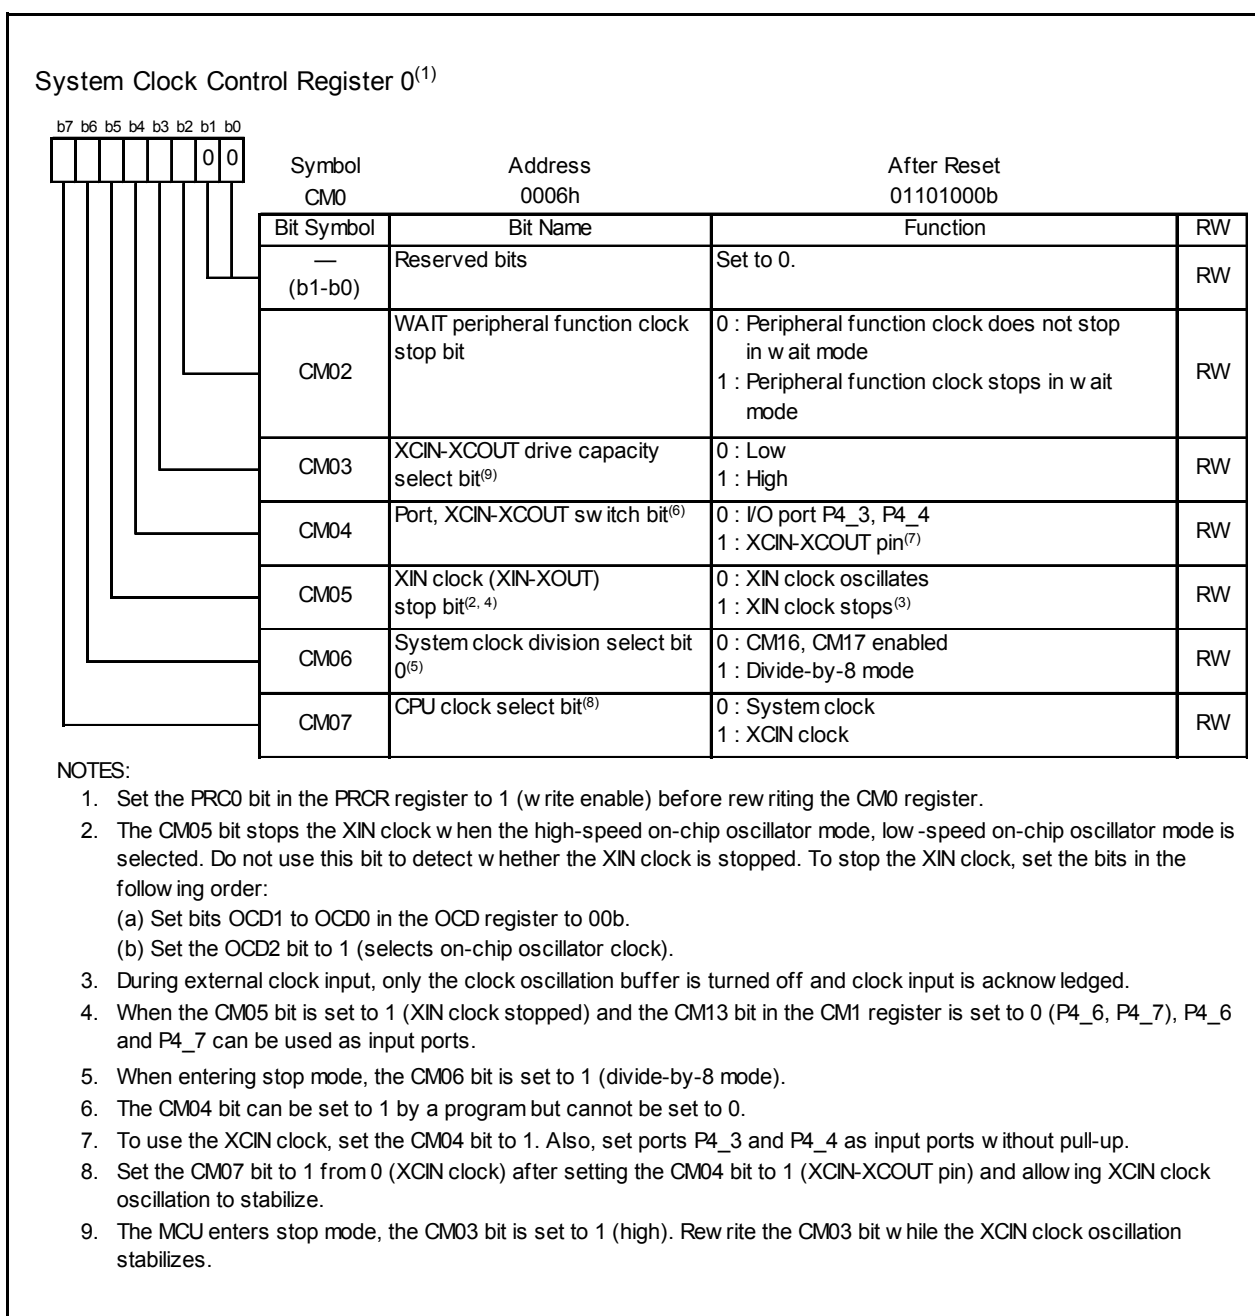 System Clock Control Register 0(1)
b7 b6 b5 b4 b3 b2 b1 b0
0 0
Symbol Address After Reset
CM0 0006h 01101000b
Bit Symbol Bit Name Function RW
— (b1-b0) Reserved bits Set to 0. RW
CM02 WAIT peripheral function clock stop bit 0 : Peripheral function clock does not stop in wait mode
1 : Peripheral function clock stops in wait mode RW
CM03 XCIN-XCOUT drive capacity select bit(9) 0 : Low
1 : High RW
CM04 Port, XCIN-XCOUT switch bit(6) 0 : I/O port P4_3, P4_4
1 : XCIN-XCOUT pin(7) RW
CM05 XIN clock (XIN-XOUT) stop bit(2, 4) 0 : XIN clock oscillates
1 : XIN clock stops(3) RW
CM06 System clock division select bit 0(5) 0 : CM16, CM17 enabled
1 : Divide-by-8 mode RW
CM07 CPU clock select bit(8) 0 : System clock
1 : XCIN clock RW
NOTES:
1. Set the PRC0 bit in the PRCR register to 1 (write enable) before rewriting the CM0 register.
2. The CM05 bit stops the XIN clock when the high-speed on-chip oscillator mode, low-speed on-chip oscillator mode is
selected. Do not use this bit to detect whether the XIN clock is stopped. To stop the XIN clock, set the bits in the
following order:
(a) Set bits OCD1 to OCD0 in the OCD register to 00b.
(b) Set the OCD2 bit to 1 (selects on-chip oscillator clock).
3. During external clock input, only the clock oscillation buffer is turned off and clock input is acknowledged.
4. When the CM05 bit is set to 1 (XIN clock stopped) and the CM13 bit in the CM1 register is set to 0 (P4_6, P4_7), P4_6
and P4_7 can be used as input ports.
5. When entering stop mode, the CM06 bit is set to 1 (divide-by-8 mode).
6. The CM04 bit can be set to 1 by a program but cannot be set to 0.
7. To use the XCIN clock, set the CM04 bit to 1. Also, set ports P4_3 and P4_4 as input ports without pull-up.
8. Set the CM07 bit to 1 from 0 (XCIN clock) after setting the CM04 bit to 1 (XCIN-XCOUT pin) and allowing XCIN clock
oscillation to stabilize.
9. The MCU enters stop mode, the CM03 bit is set to 1 (high). Rewrite the CM03 bit while the XCIN clock oscillation
stabilizes.